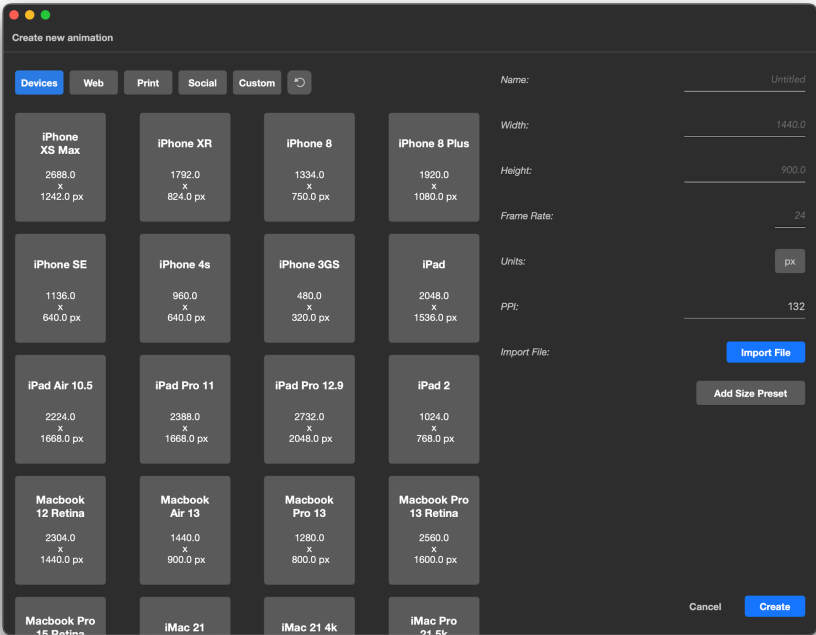 Create new animation
Devices
Web
Print
Social
Custom
iPhone
XS Max
2688.0
x
1242.0 px
iPhone XR
1792.0
x
824.0 px
iPhone 8
1334.0
x
750.0 px
iPhone 8 Plus
1920.0
x
1080.0 px
iPhone SE
1136.0
x
640.0 px
iPhone 4s
960.0
x
640.0 px
iPhone 3GS
480.0
x
320.0 px
iPad
2048.0
x
1536.0 px
iPad Air 10.5
2224.0
x
1668.0 px
iPad Pro 11
2388.0
x
1668.0 px
iPad Pro 12.9
2732.0
x
2048.0 px
iPad 2
1024.0
x
768.0 px
Macbook
12 Retina
2304.0
x
1440.0 px
Macbook
Air 13
1440.0
x
900.0 px
Macbook
Pro 13
1280.0
x
800.0 px
Macbook Pro
13 Retina
2560.0
x
1600.0 px
Macbook Pro
15 Retina
iMac 21
iMac 21 4k
iMac Pro
21 5k
Name: Untitled
Width: 1440.0
Height: 900.0
Frame Rate: 24
Units: px
PPI: 132
Import File: Import File
Add Size Preset
Cancel
Create